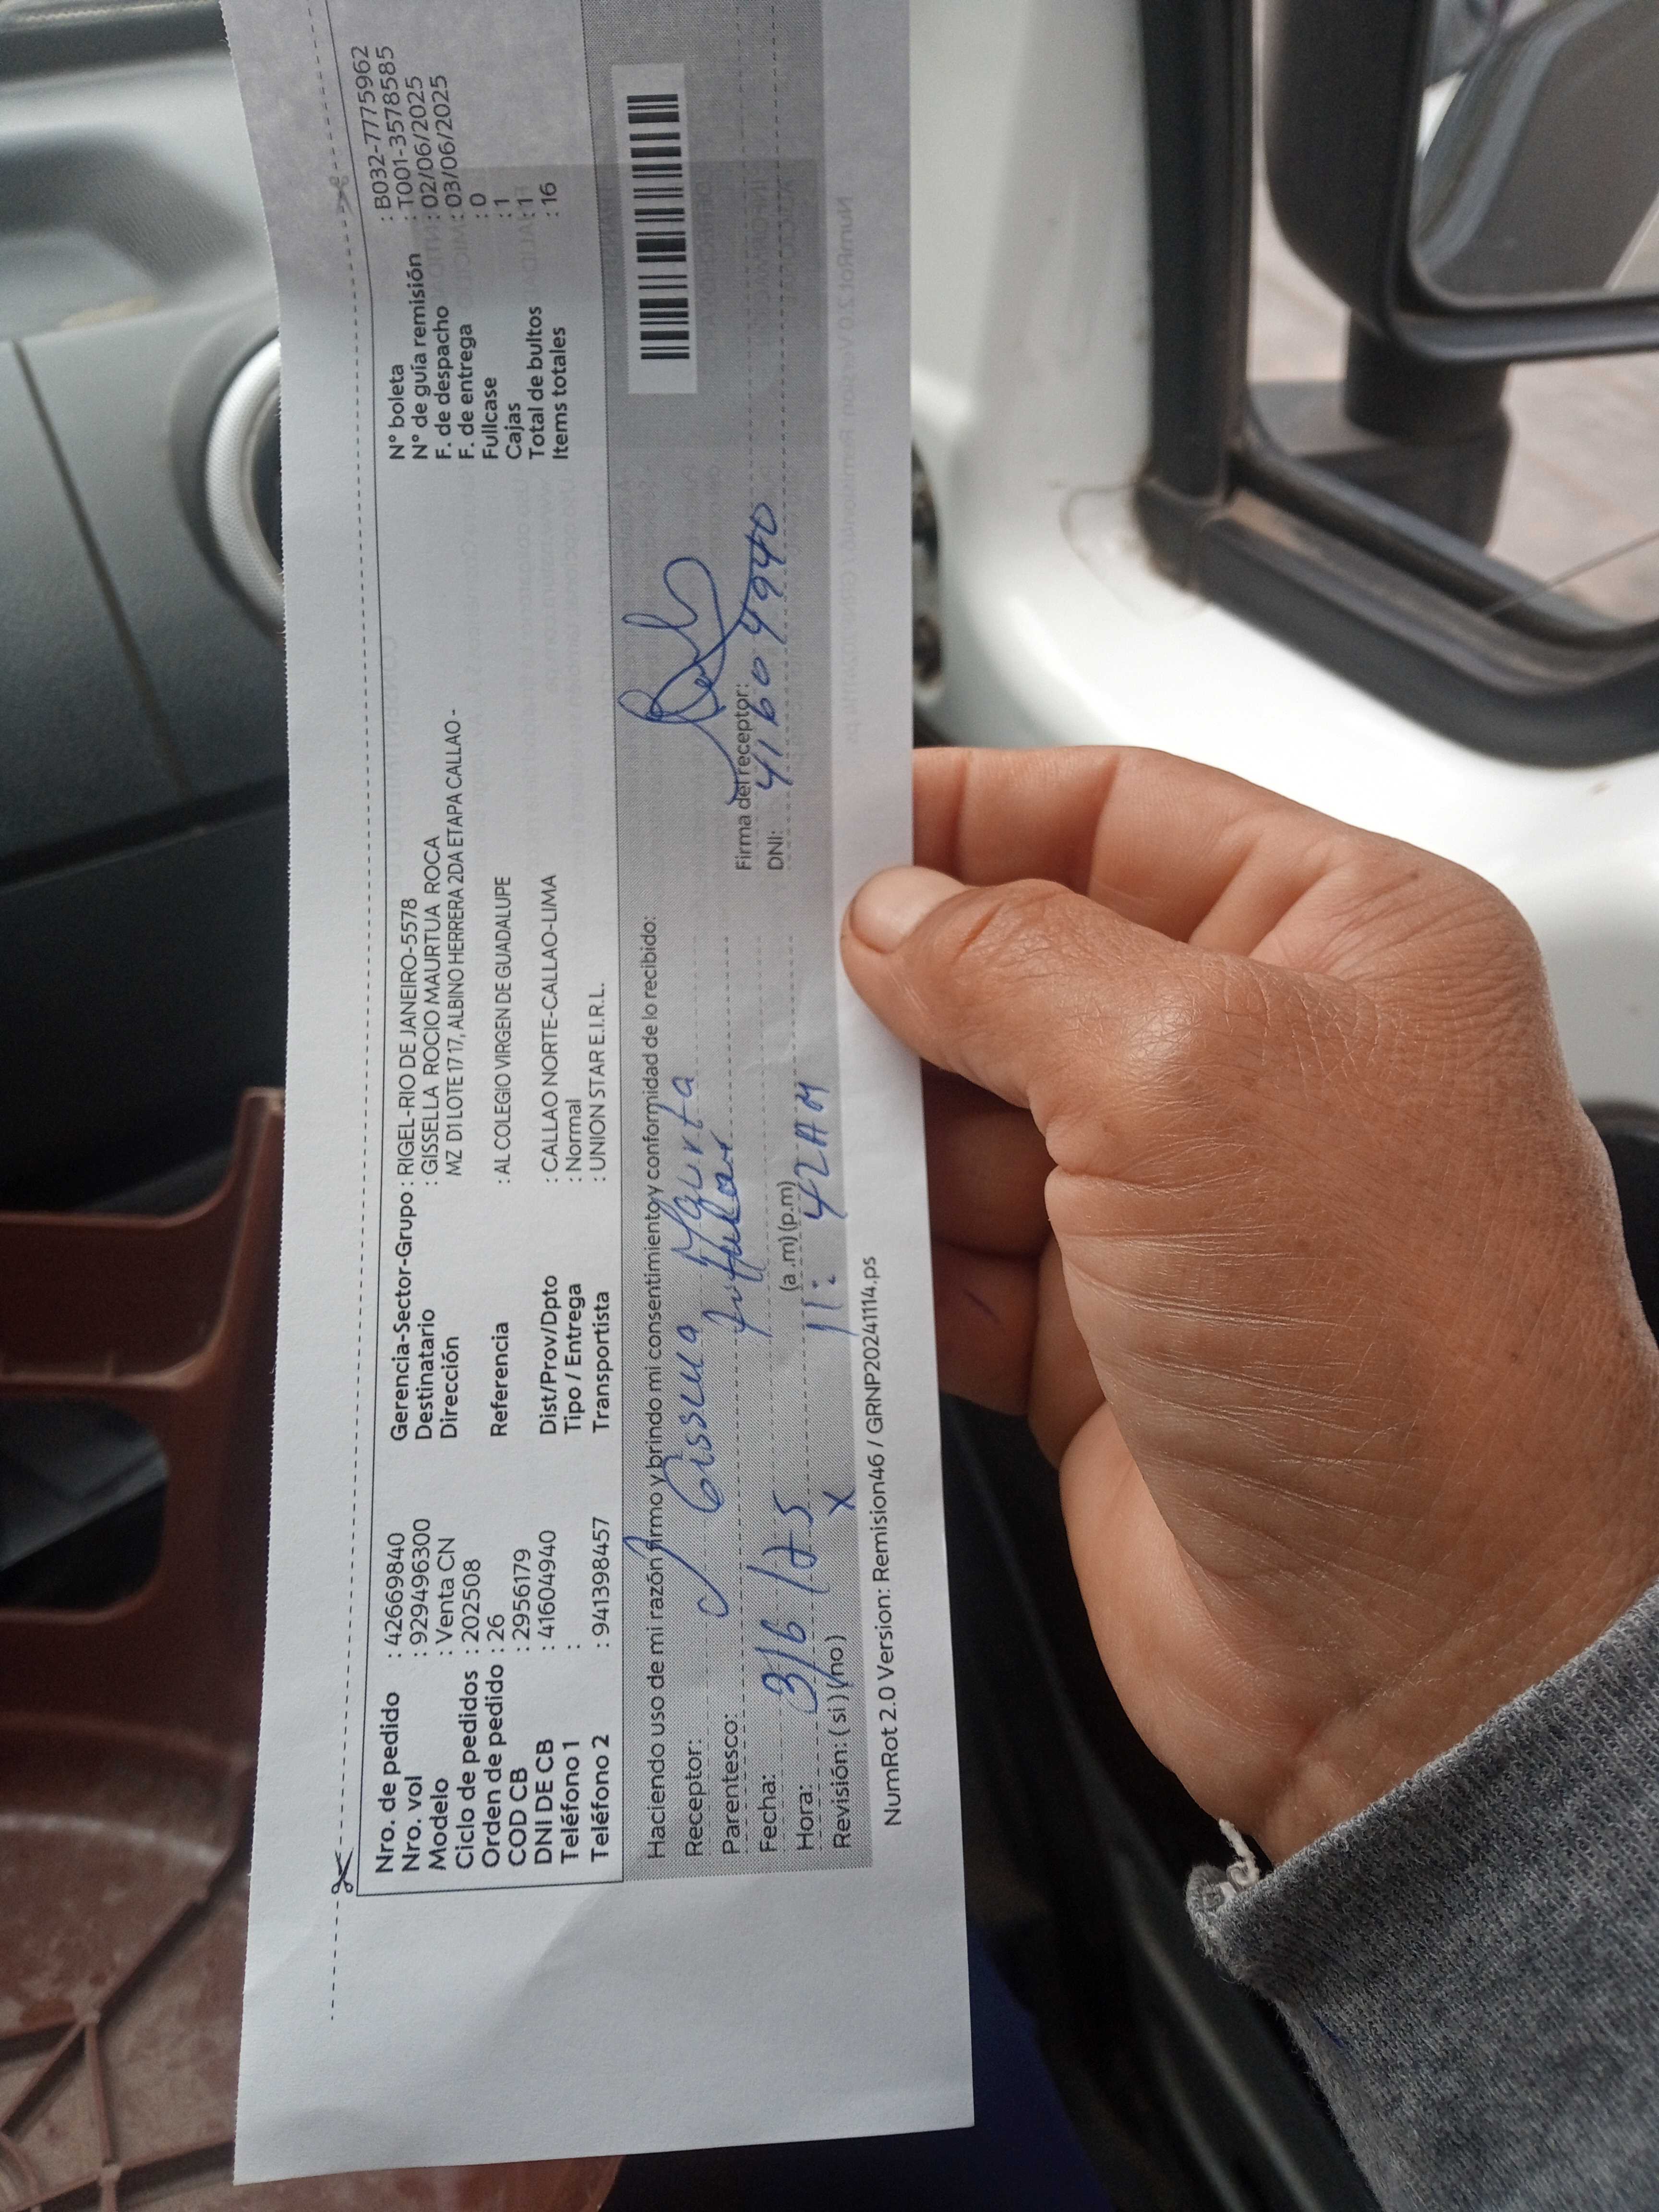 Nro. de pedido : 42669840 Gerencia-Sector-Grupo : RIGEL-RIO DE JANEIRO-5578 N° boleta : B032-7775962
Nro. vol : 929496300 Destinatario : GISSELLA ROCIO MAURTUA ROCA N° de guía remisión : T001-3578585
Modelo : Venta CN Dirección MZ D1 LOTE 17 17, ALBINO HERRERA 2DA ETAPA CALLAO - F. de despacho : 02/06/2025
Ciclo de pedidos : 202508 F. de entrega : 03/06/2025
Orden de pedido : 26 Referencia : AL COLEGIO VIRGEN DE GUADALUPE Fullcase : 0
COD CB : 2956179 Cajas : 1
DNI DE CB : 41604940 Dist/Prov/Dpto : CALLAO NORTE-CALLAO-LIMA Total de bultos : 1
Teléfono 1 : Tipo / Entrega : Normal Items totales : 16
Teléfono 2 : 941398457 Transportista : UNION STAR E.I.R.L.
Haciendo uso de mi razón firmo y brindo mi consentimiento y conformidad de lo recibido:
Receptor: Maurta
Parentesco: Firma del receptor:
Fecha: 3/6/25 DNI: 41604940
Hora: 11:42AM (a .m) (p.m)
Revisión: ( si ) (no) X
NumRot 2.0 Version: Remision46 / GRNP20241114.ps